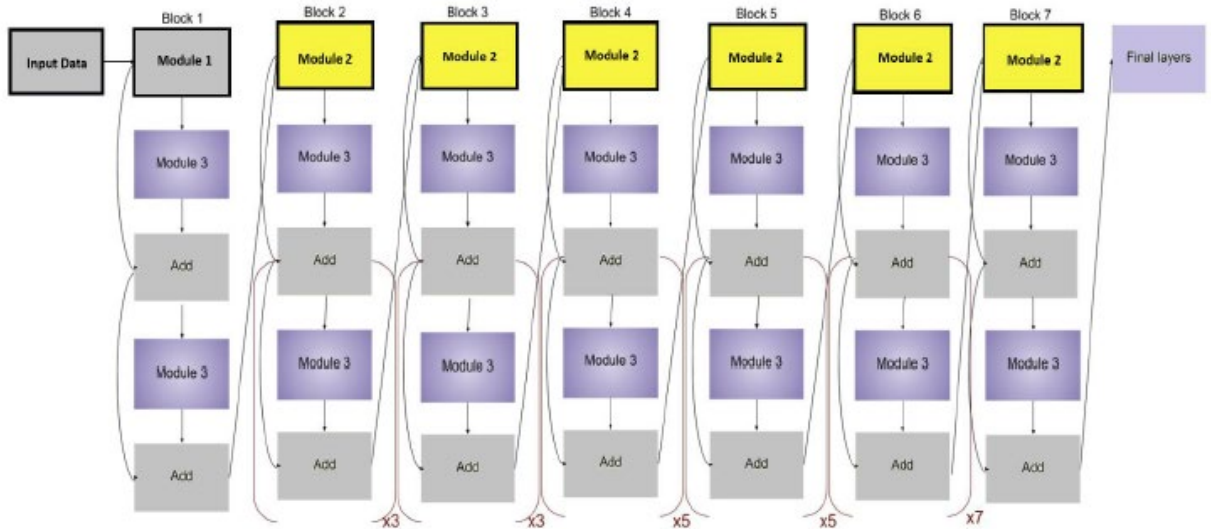 Block 1 Block 2 Block 3 Block 4 Block 5 Block 6 Block 7
Input Data Module 1 Module 2 Module 2 Module 2 Module 2 Module 2 Module 2 Final layers
Module 3 Module 3 Module 3 Module 3 Module 3 Module 3 Module 3
Add Add Add Add Add Add Add
Module 3 Module 3 Module 3 Module 3 Module 3 Module 3 Module 3
Add Add Add Add Add Add Add
x3 x3 x5 x5 x7